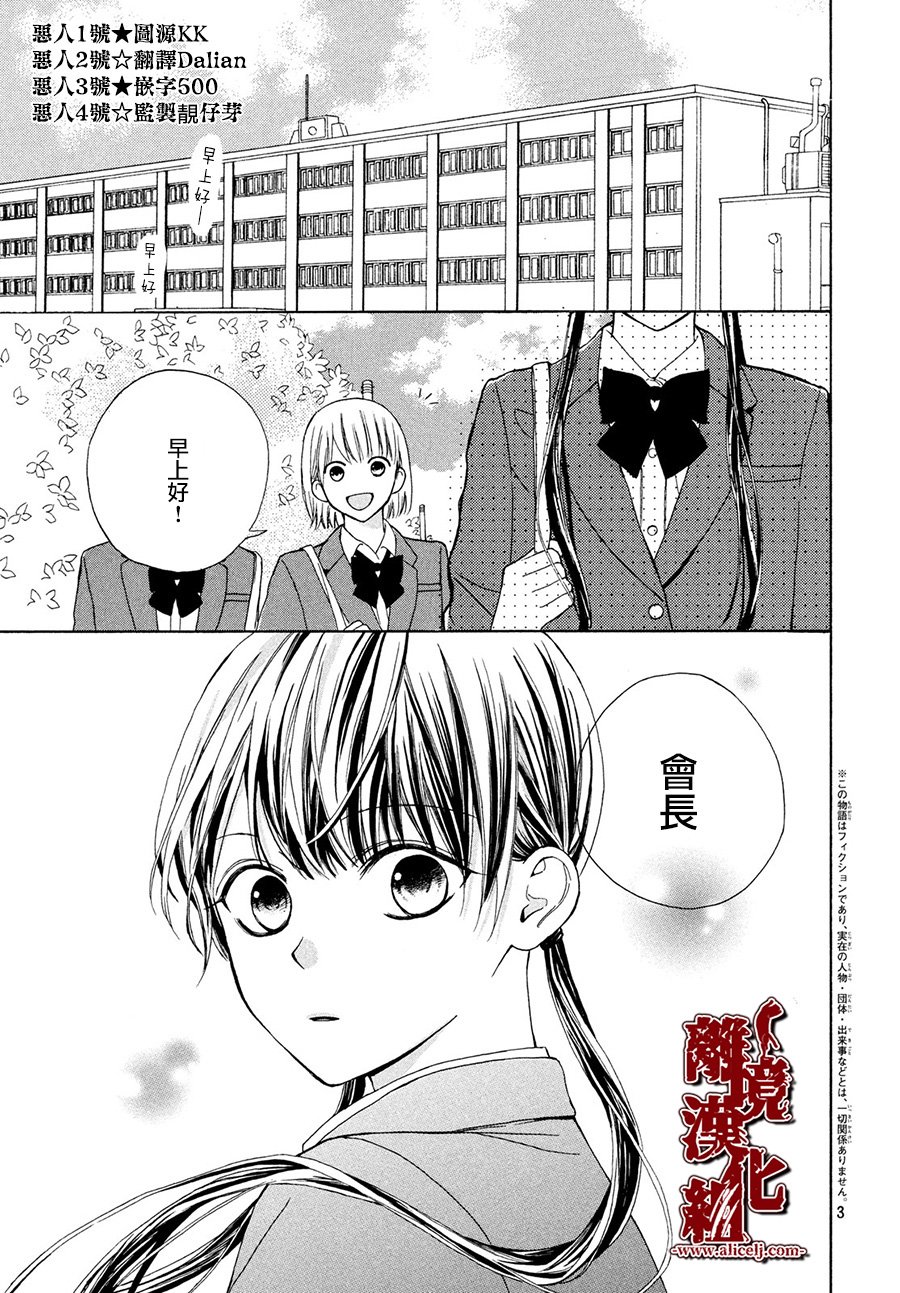 惡人1號★圖源KK
惡人2號☆翻譯Dalian
惡人3號★嵌字500
惡人4號☆監製靚仔芽
早上好ー
早上好
早上好！
會長
※この物語はフィクションであり、実在の人物・団体・出来事などとは、一切関係ありません。
3
離境漢化組
-www.alicelj.com-